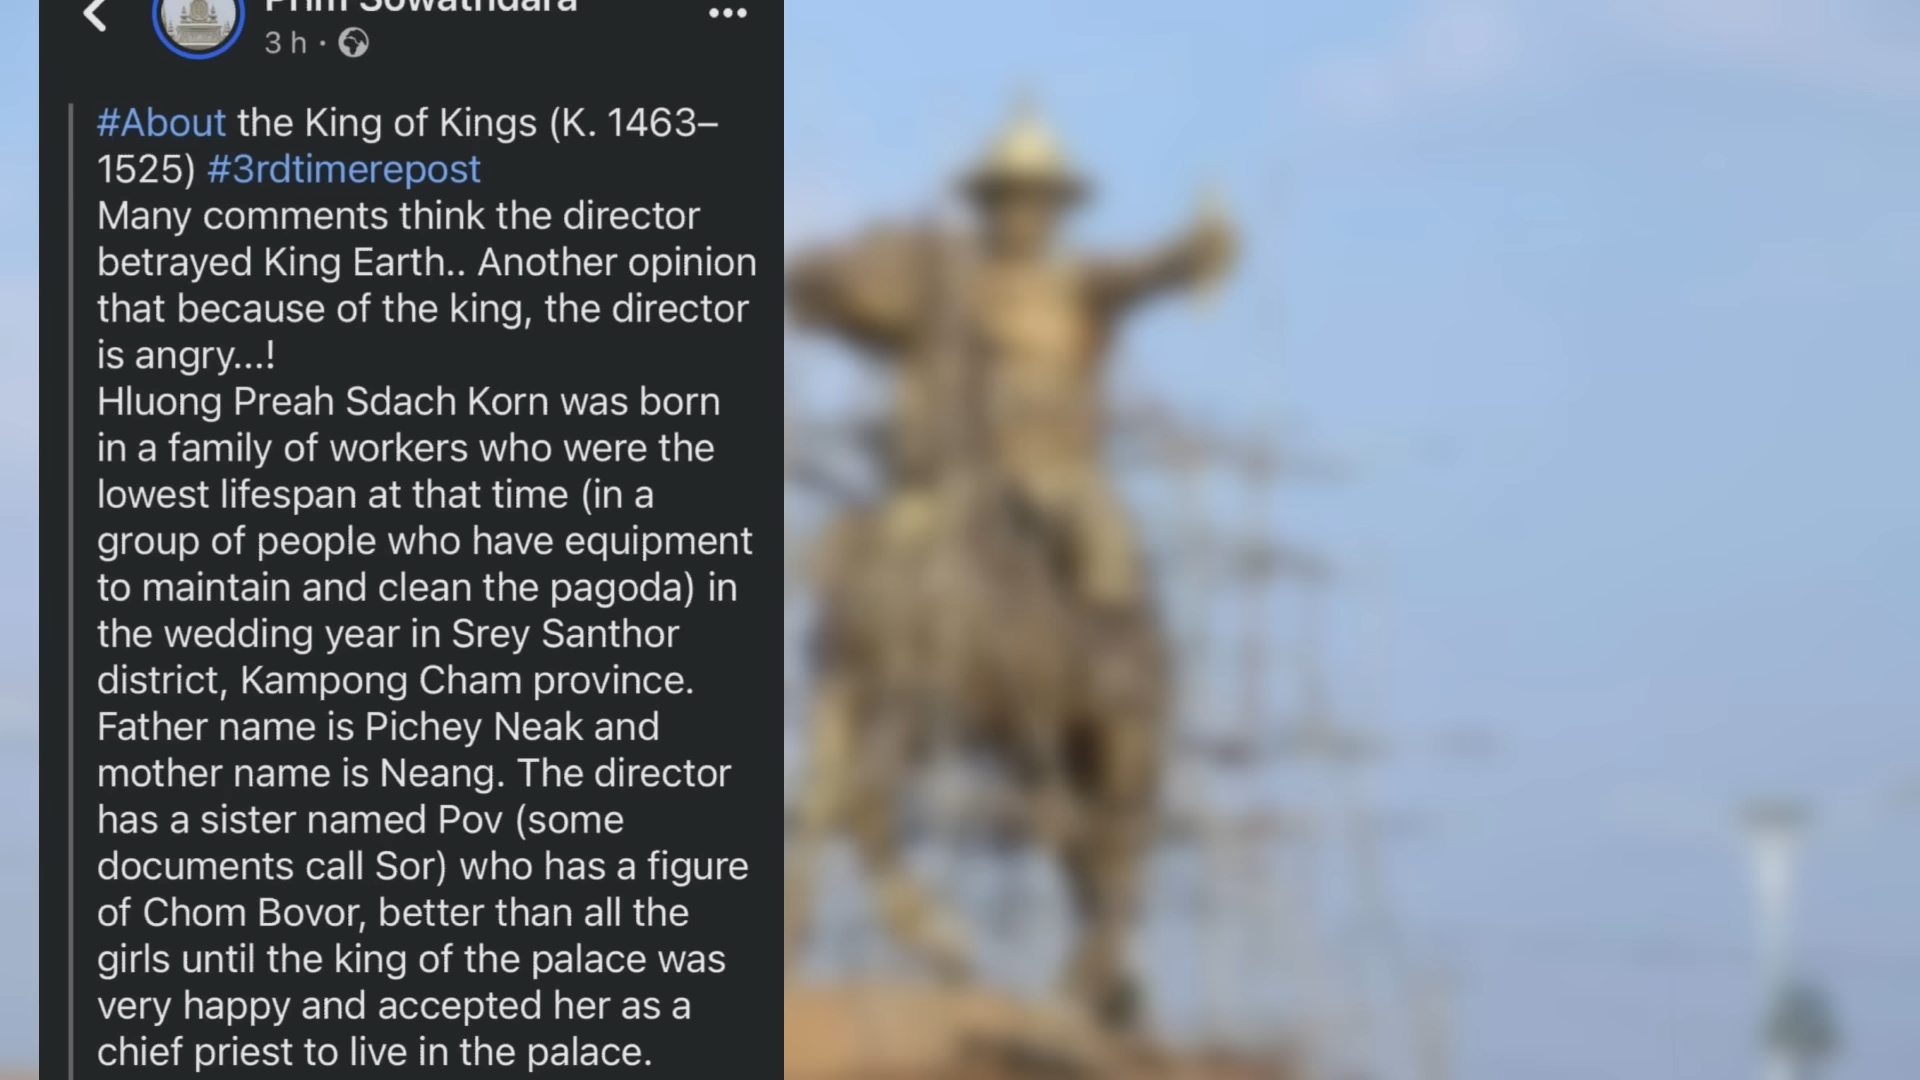 Prim Sowathdara
3 h ·
#About the King of Kings (K. 1463–
1525) #3rdtimerepost
Many comments think the director
betrayed King Earth.. Another opinion
that because of the king, the director
is angry...!
Hluong Preah Sdach Korn was born
in a family of workers who were the
lowest lifespan at that time (in a
group of people who have equipment
to maintain and clean the pagoda) in
the wedding year in Srey Santhor
district, Kampong Cham province.
Father name is Pichey Neak and
mother name is Neang. The director
has a sister named Pov (some
documents call Sor) who has a figure
of Chom Bovor, better than all the
girls until the king of the palace was
very happy and accepted her as a
chief priest to live in the palace.